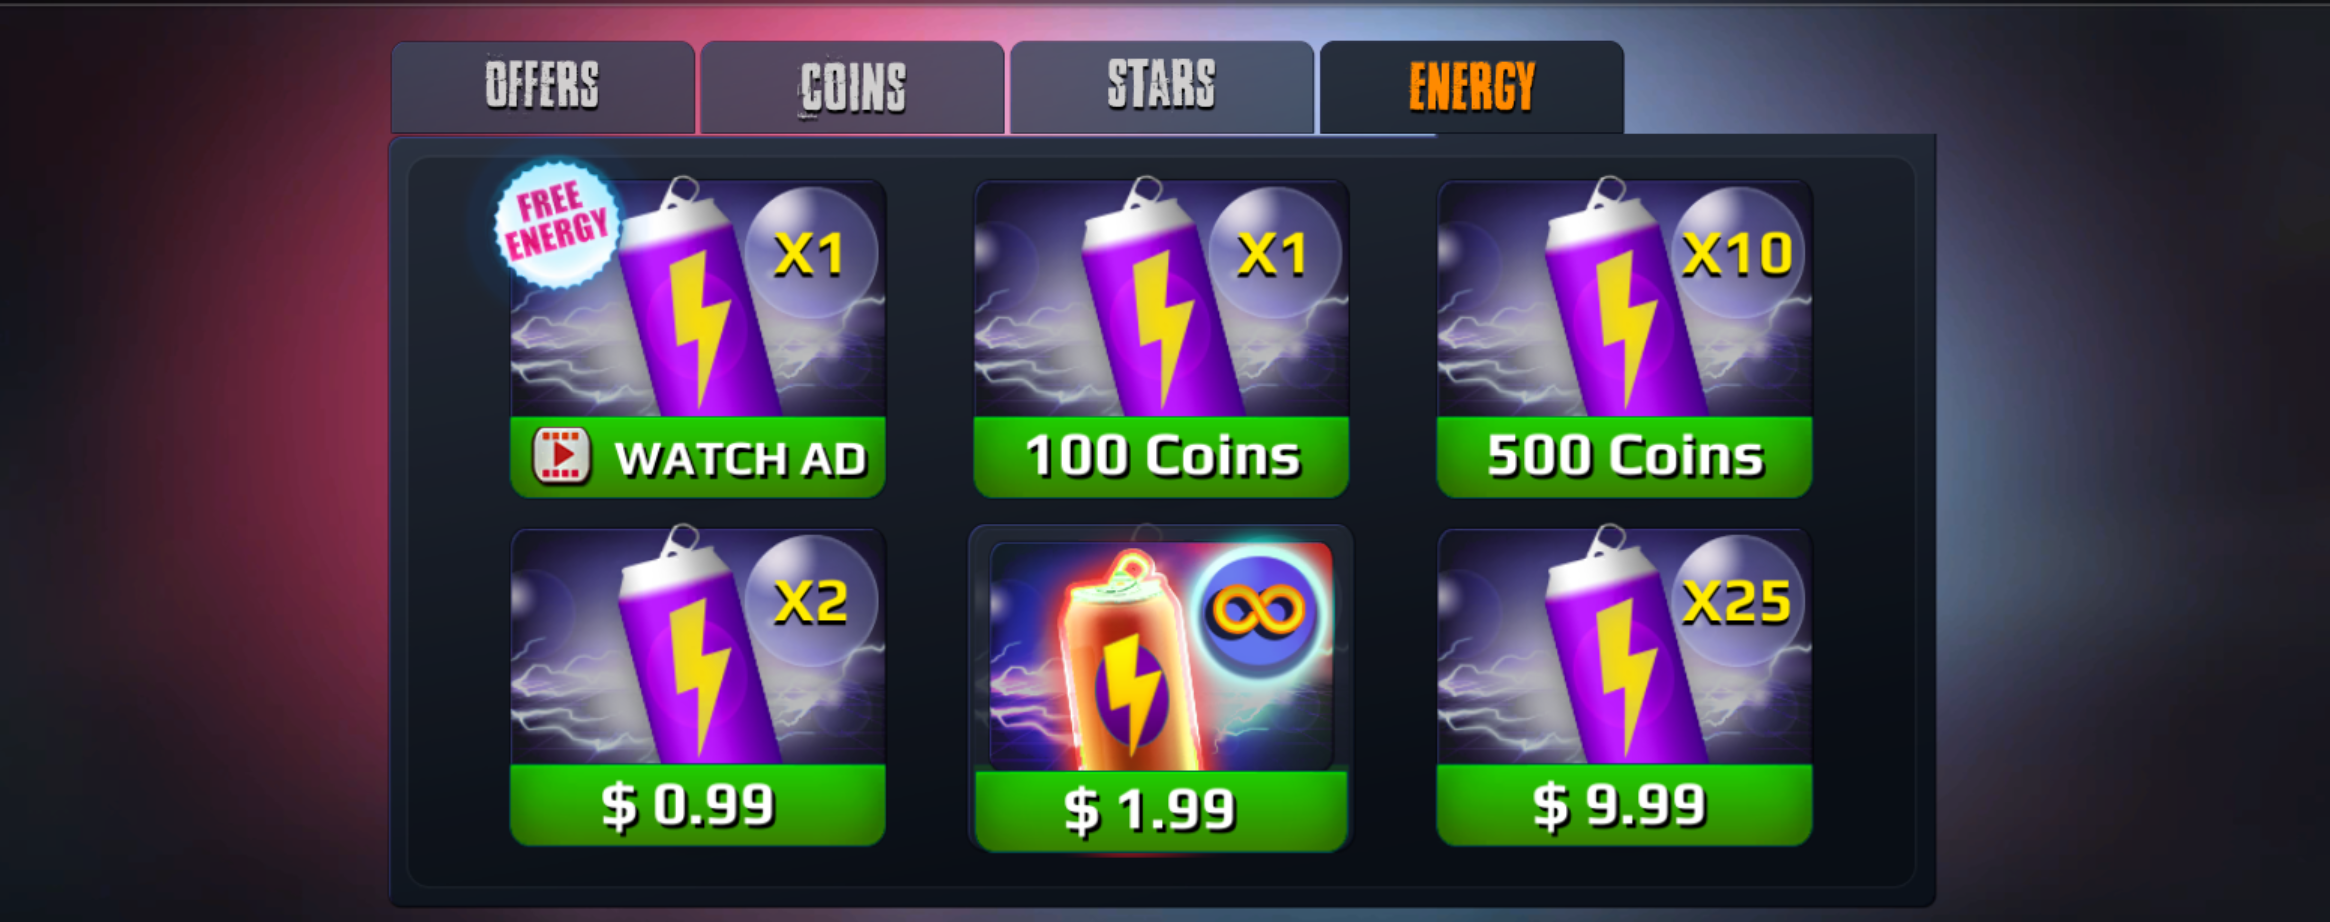 OFFERS
COINS
STARS
ENERGY
FREE
ENERGY
X1
WATCH AD
X1
100 Coins
X10
500 Coins
X2
$ 0.99
∞
$ 1.99
X25
$ 9.99